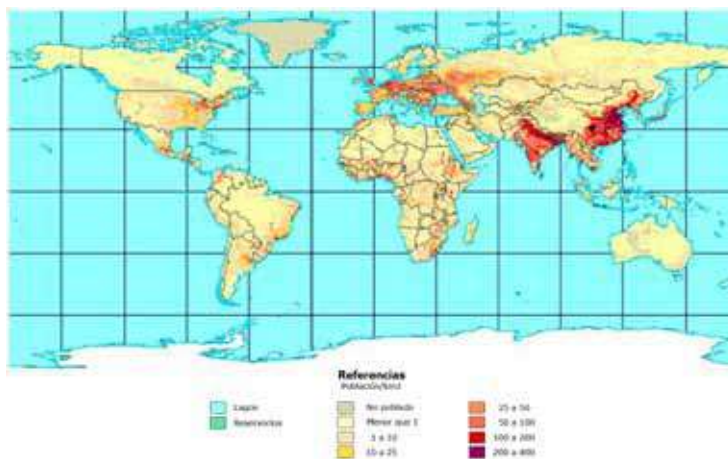 Referencias
Población/km2
Lagos
Reservorios
No poblado
Menor que 1
1 a 10
10 a 25
25 a 50
50 a 100
100 a 200
200 a 400